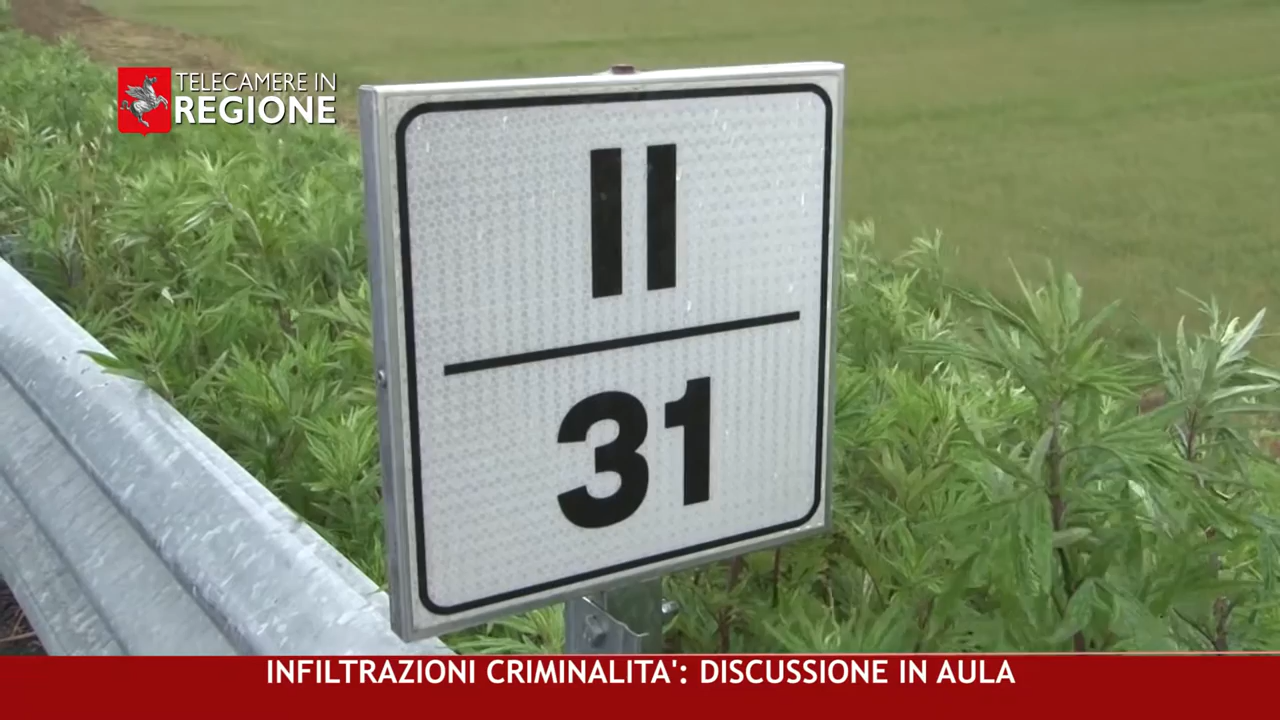 TELECAMERE IN
REGIONE
II
31
INFILTRAZIONI CRIMINALITA': DISCUSSIONE IN AULA